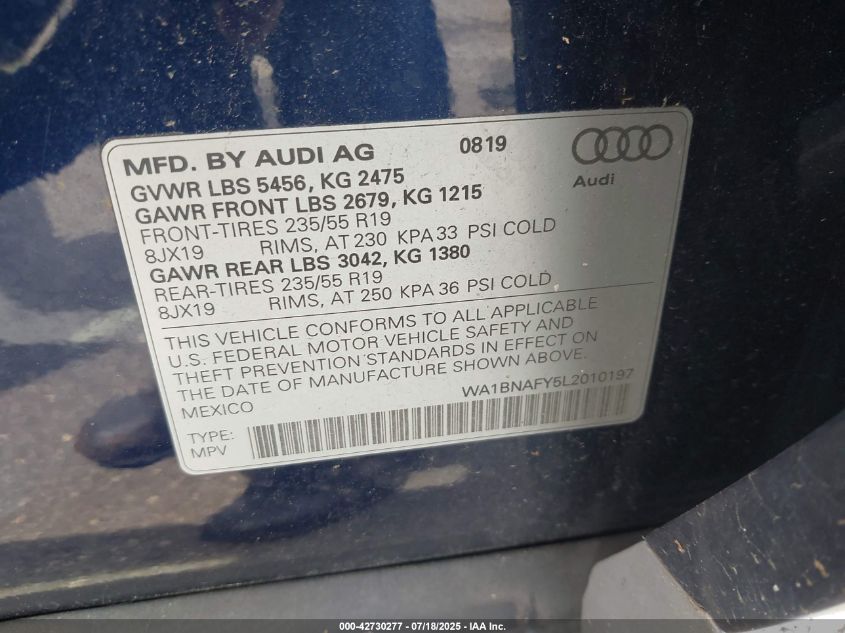 MFD. BY AUDI AG 0819
Audi
GVWR LBS 5456, KG 2475
GAWR FRONT LBS 2679, KG 1215
FRONT-TIRES 235/55 R19
8JX19 RIMS, AT 230 KPA 33 PSI COLD
GAWR REAR LBS 3042, KG 1380
REAR-TIRES 235/55 R19
8JX19 RIMS, AT 250 KPA 36 PSI COLD
THIS VEHICLE CONFORMS TO ALL APPLICABLE
U.S. FEDERAL MOTOR VEHICLE SAFETY AND
THEFT PREVENTION STANDARDS IN EFFECT ON
THE DATE OF MANUFACTURE SHOWN ABOVE.
MEXICO WA1BNAFY5L2010197
TYPE:
MPV
000-42730277 - 07/18/2025 - IAA Inc.